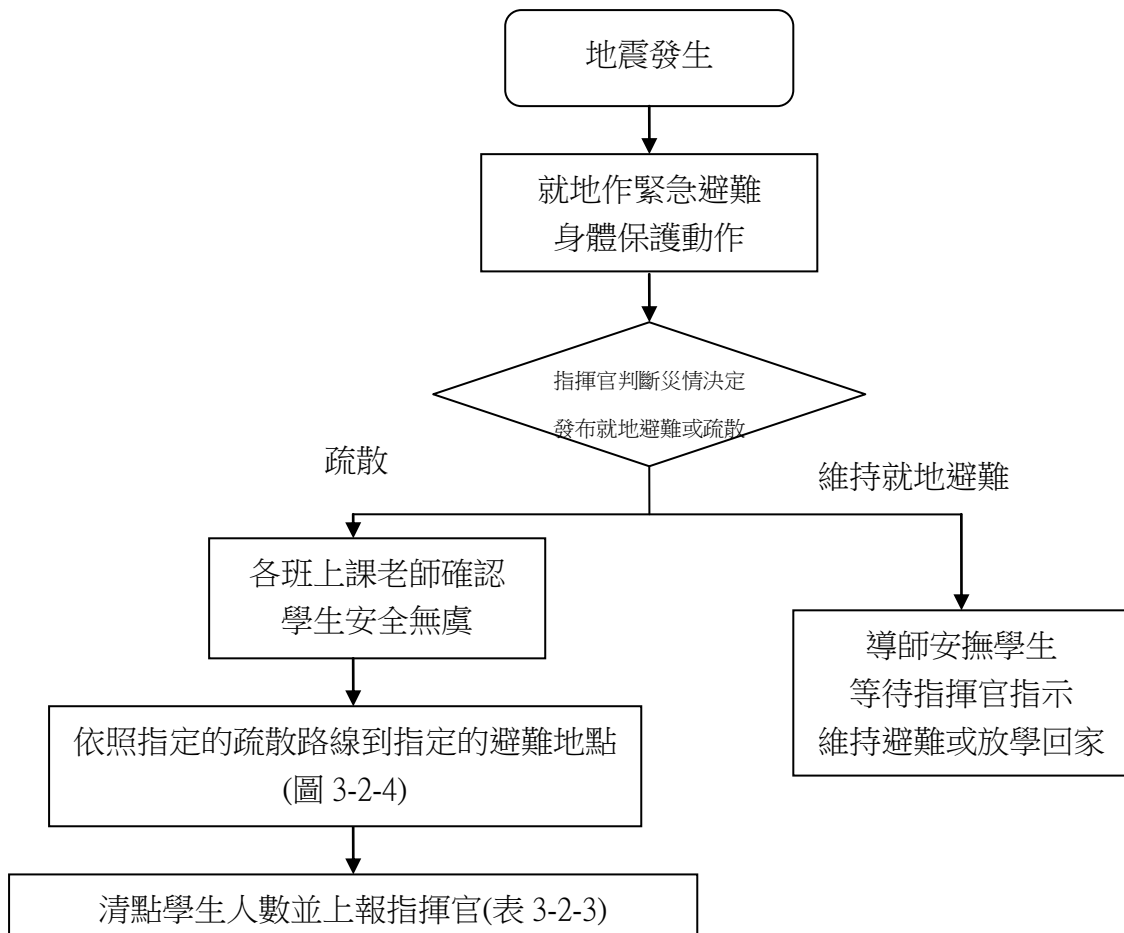 地震發生
就地作緊急避難
身體保護動作
指揮官判斷災情決定
發布就地避難或疏散
疏散
維持就地避難
各班上課老師確認
學生安全無虞
導師安撫學生
等待指揮官指示
維持避難或放學回家
依照指定的疏散路線到指定的避難地點
(圖 3-2-4)
清點學生人數並上報指揮官(表 3-2-3)